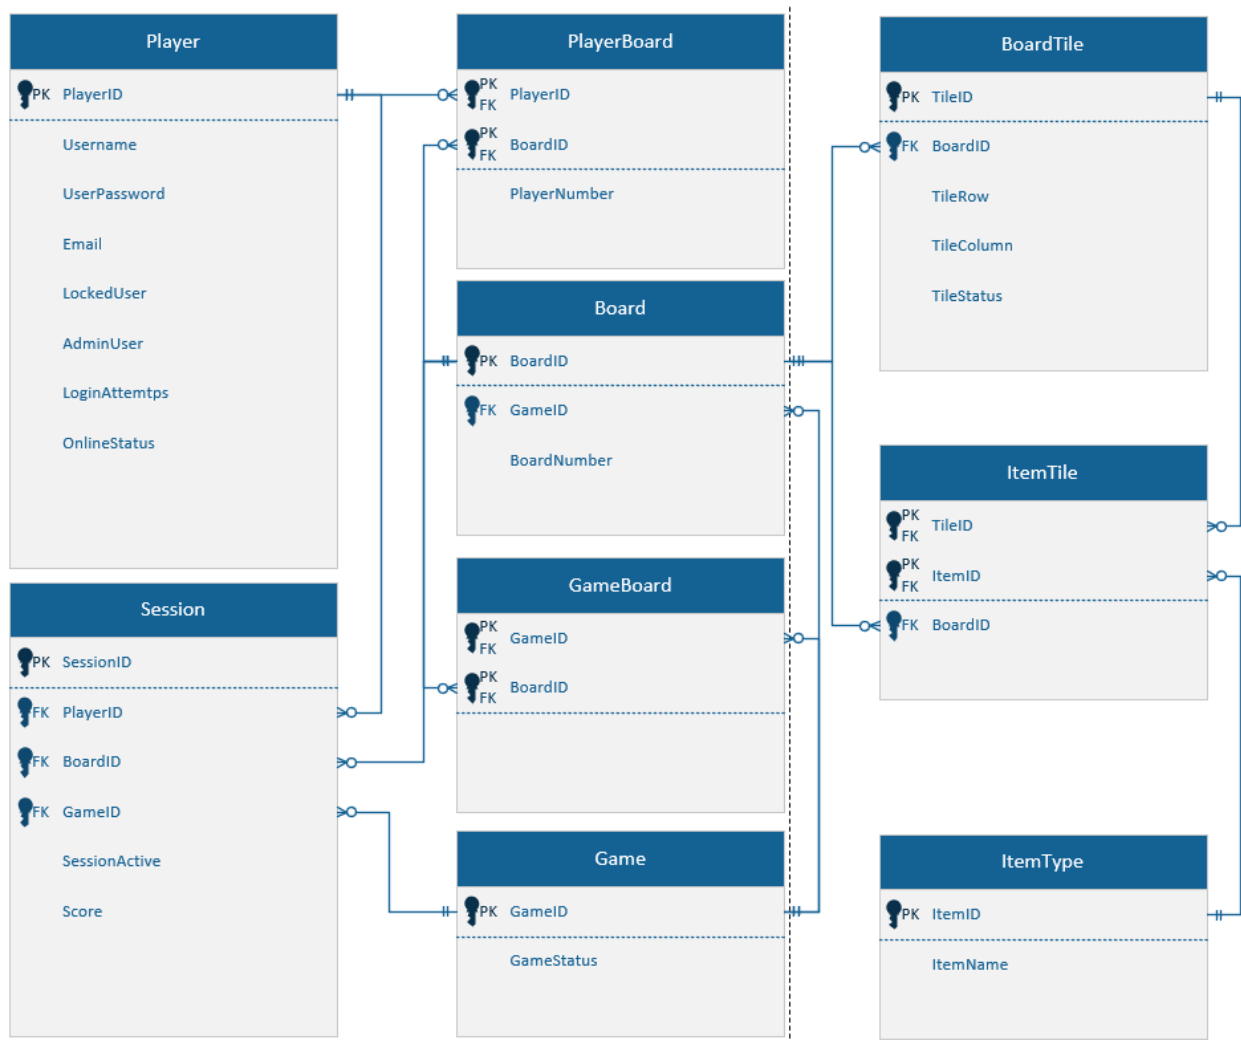 Player
PK PlayerID
Username
UserPassword
Email
LockedUser
AdminUser
LoginAttemtps
OnlineStatus
Session
PK SessionID
FK PlayerID
FK BoardID
FK GameID
SessionActive
Score
PlayerBoard
PK
FK PlayerID
PK
FK BoardID
PlayerNumber
Board
PK BoardID
FK GameID
BoardNumber
GameBoard
PK
FK GameID
PK
FK BoardID
Game
PK GameID
GameStatus
BoardTile
PK TileID
FK BoardID
TileRow
TileColumn
TileStatus
ItemTile
PK
FK TileID
PK
FK ItemID
FK BoardID
ItemType
PK ItemID
ItemName